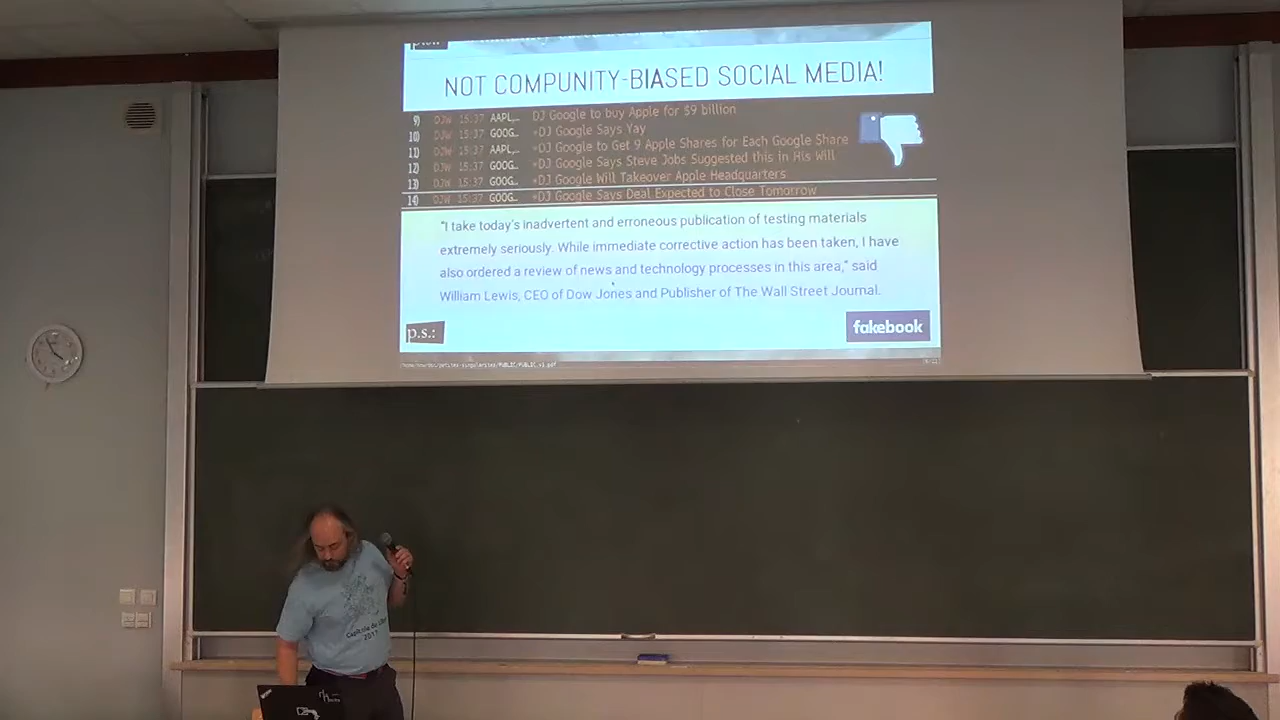 NOT COMPUNITY-BIASED SOCIAL MEDIA!
9) DJW 15:37 AAPL,… DJ Google to buy Apple for $9 billion
10) DJW 15:37 GOOG… *DJ Google Says Yay
11) DJW 15:37 AAPL,… *DJ Google to Get 9 Apple Shares for Each Google Share
12) DJW 15:37 GOOG… *DJ Google Says Steve Jobs Suggested this in His Will
13) DJW 15:37 GOOG… *DJ Google Will Takeover Apple Headquarters
14) DJW 15:37 GOOG… *DJ Google Says Deal Expected to Close Tomorrow
"I take today's inadvertent and erroneous publication of testing materials
extremely seriously. While immediate corrective action has been taken, I have
also ordered a review of news and technology processes in this area," said
William Lewis, CEO of Dow Jones and Publisher of The Wall Street Journal.
p.s.:
fakebook
Capitole du Libre
2017